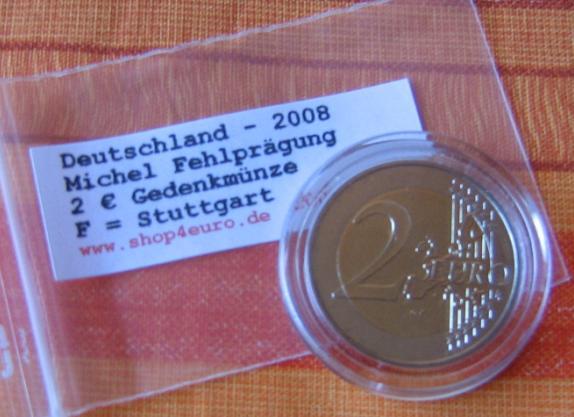 Deutschland - 2008
Michel Fehlprägung
2 € Gedenkmünze
F = Stuttgart
www.shop4euro.de
2 EURO